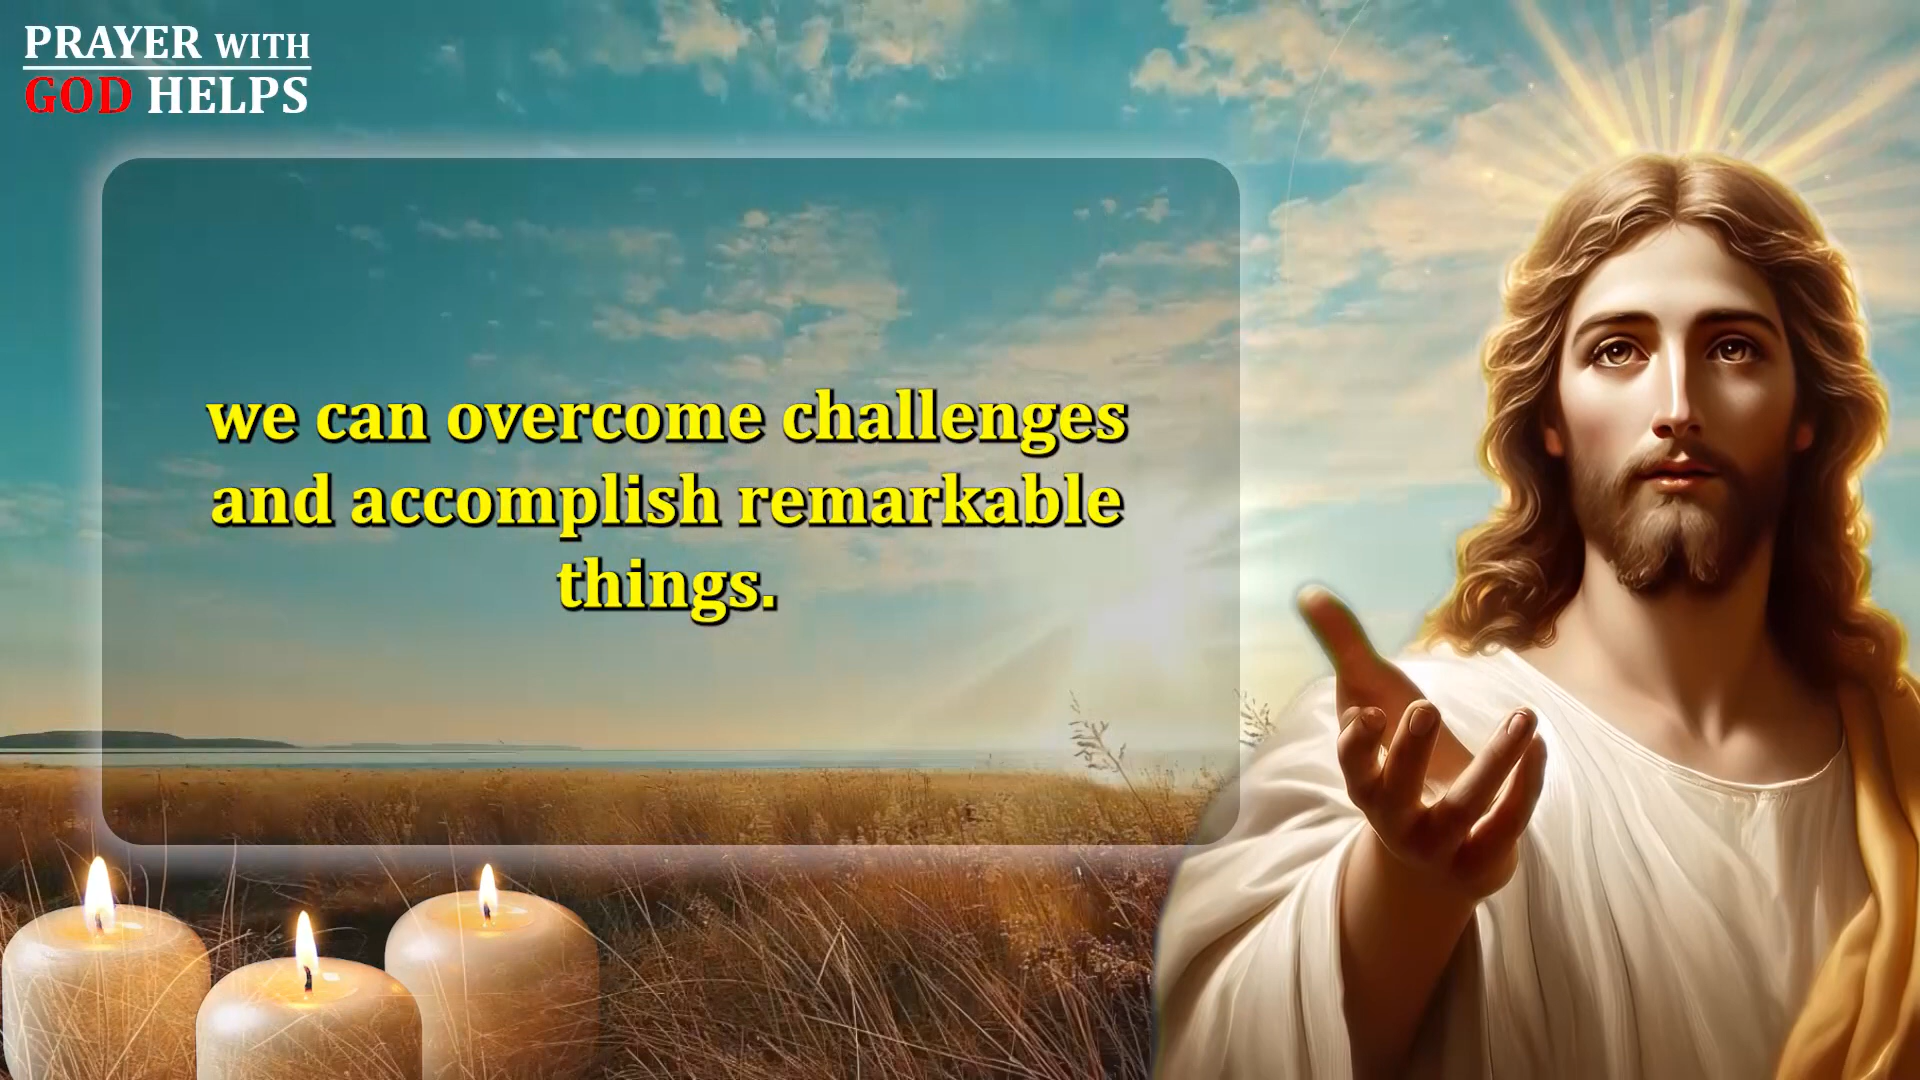 PRAYER WITH
GOD HELPS
we can overcome challenges
and accomplish remarkable
things.